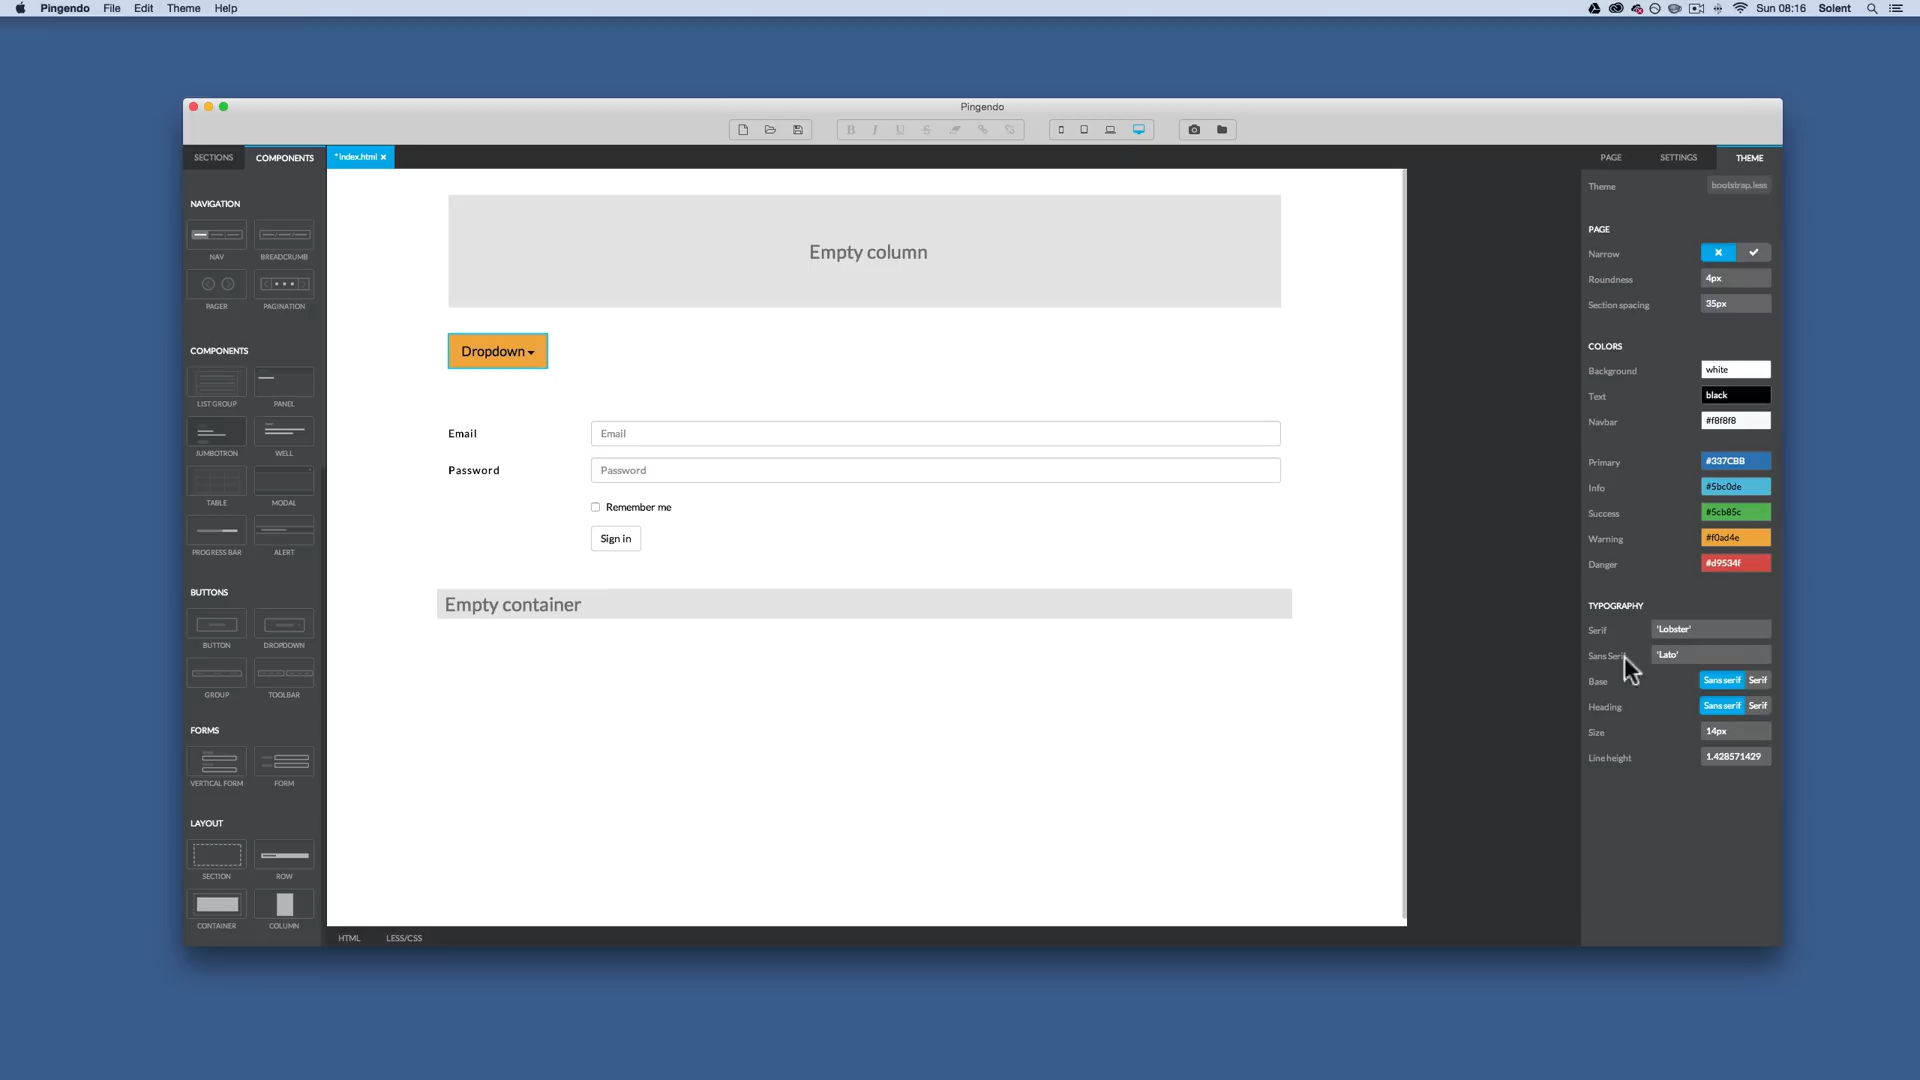 Pingendo File Edit Theme Help
Sun 08:16 Solent
Pingendo
B I U S
SECTIONS COMPONENTS
* index.html ×
PAGE SETTINGS THEME
NAVIGATION
NAV BREADCRUMB
PAGER PAGINATION
COMPONENTS
LIST GROUP PANEL
JUMBOTRON WELL
TABLE MODAL
PROGRESS BAR ALERT
BUTTONS
BUTTON DROPDOWN
GROUP TOOLBAR
FORMS
VERTICAL FORM FORM
LAYOUT
SECTION ROW
CONTAINER COLUMN
Empty column
Dropdown
Email Email
Password Password
Remember me
Sign in
Empty container
HTML LESS/CSS
Theme bootstrap.less
PAGE
Narrow
Roundness 4px
Section spacing 35px
COLORS
Background white
Text black
Navbar #f8f8f8
Primary #337CBB
Info #5bc0de
Success #5cb85c
Warning #f0ad4e
Danger #d9534f
TYPOGRAPHY
Serif 'Lobster'
Sans Serif 'Lato'
Base Sans serif Serif
Heading Sans serif Serif
Size 14px
Line height 1.428571429